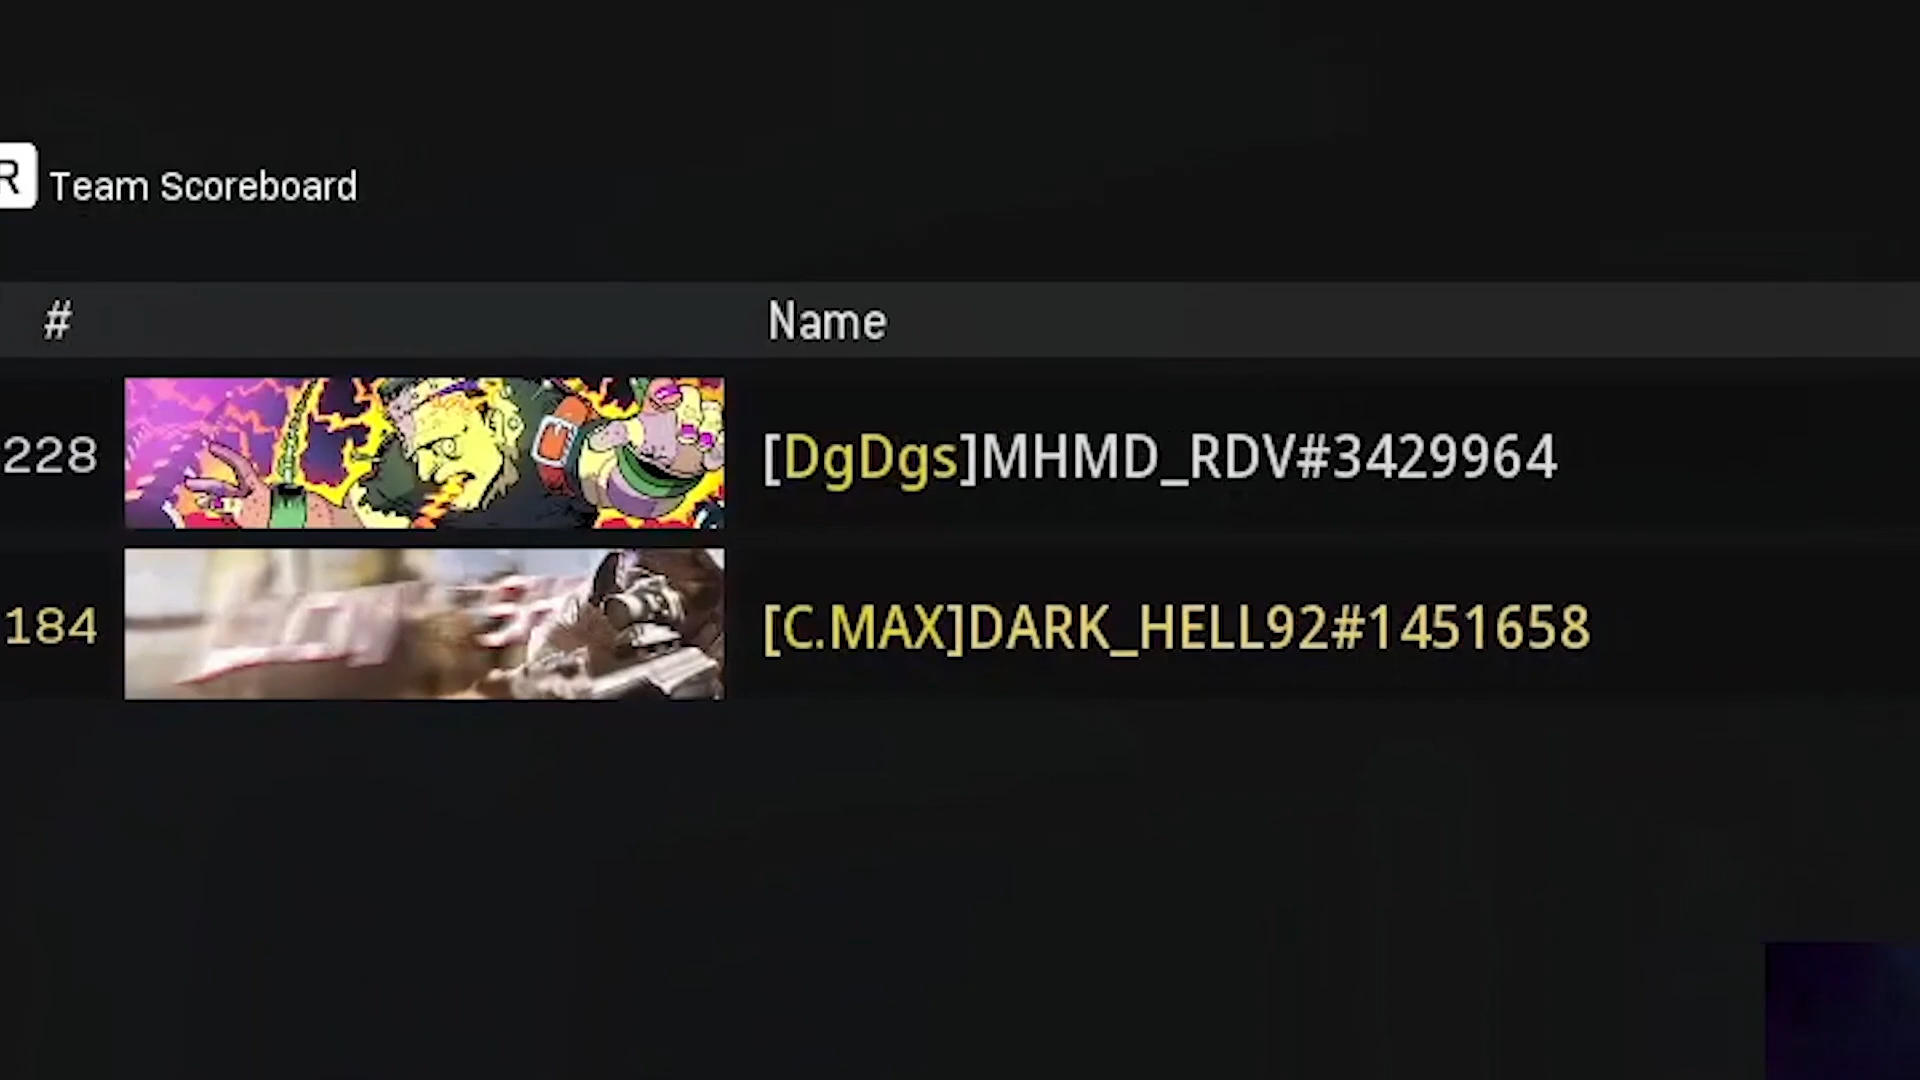 R Team Scoreboard
# Name
228 [DgDgs]MHMD_RDV#3429964
184 [C.MAX]DARK_HELL92#1451658